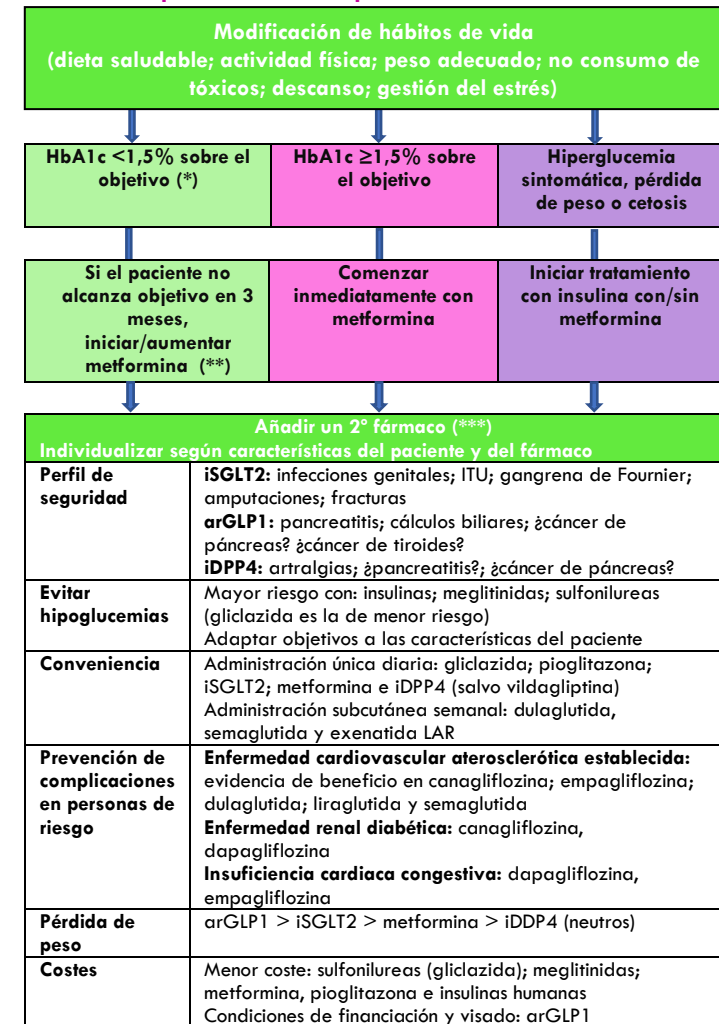 Modificación de hábitos de vida
(dieta saludable; actividad física; peso adecuado; no consumo de
tóxicos; descanso; gestión del estrés)
HbA1c <1,5% sobre el
objetivo (*)
HbA1c ≥1,5% sobre
el objetivo
Hiperglucemia
sintomática, pérdida
de peso o cetosis
Si el paciente no
alcanza objetivo en 3
meses,
iniciar/aumentar
metformina (**)
Comenzar
inmediatamente con
metformina
Iniciar tratamiento
con insulina con/sin
metformina
Añadir un 2º fármaco (***)
Individualizar según características del paciente y del fármaco
Perfil de
seguridad
iSGLT2: infecciones genitales; ITU; gangrena de Fournier;
amputaciones; fracturas
arGLP1: pancreatitis; cálculos biliares; ¿cáncer de
páncreas? ¿cáncer de tiroides?
iDPP4: artralgias; ¿pancreatitis?; ¿cáncer de páncreas?
Evitar
hipoglucemias
Mayor riesgo con: insulinas; meglitinidas; sulfonilureas
(gliclazida es la de menor riesgo)
Adaptar objetivos a las características del paciente
Conveniencia
Administración única diaria: gliclazida; pioglitazona;
iSGLT2; metformina e iDPP4 (salvo vildagliptina)
Administración subcutánea semanal: dulaglutida,
semaglutida y exenatida LAR
Prevención de
complicaciones
en personas de
riesgo
Enfermedad cardiovascular aterosclerótica establecida:
evidencia de beneficio en canagliflozina; empagliflozina;
dulaglutida; liraglutida y semaglutida
Enfermedad renal diabética: canagliflozina,
dapagliflozina
Insuficiencia cardiaca congestiva: dapagliflozina,
empagliflozina
Pérdida de
peso
arGLP1 > iSGLT2 > metformina > iDDP4 (neutros)
Costes
Menor coste: sulfonilureas (gliclazida); meglitinidas;
metformina, pioglitazona e insulinas humanas
Condiciones de financiación y visado: arGLP1